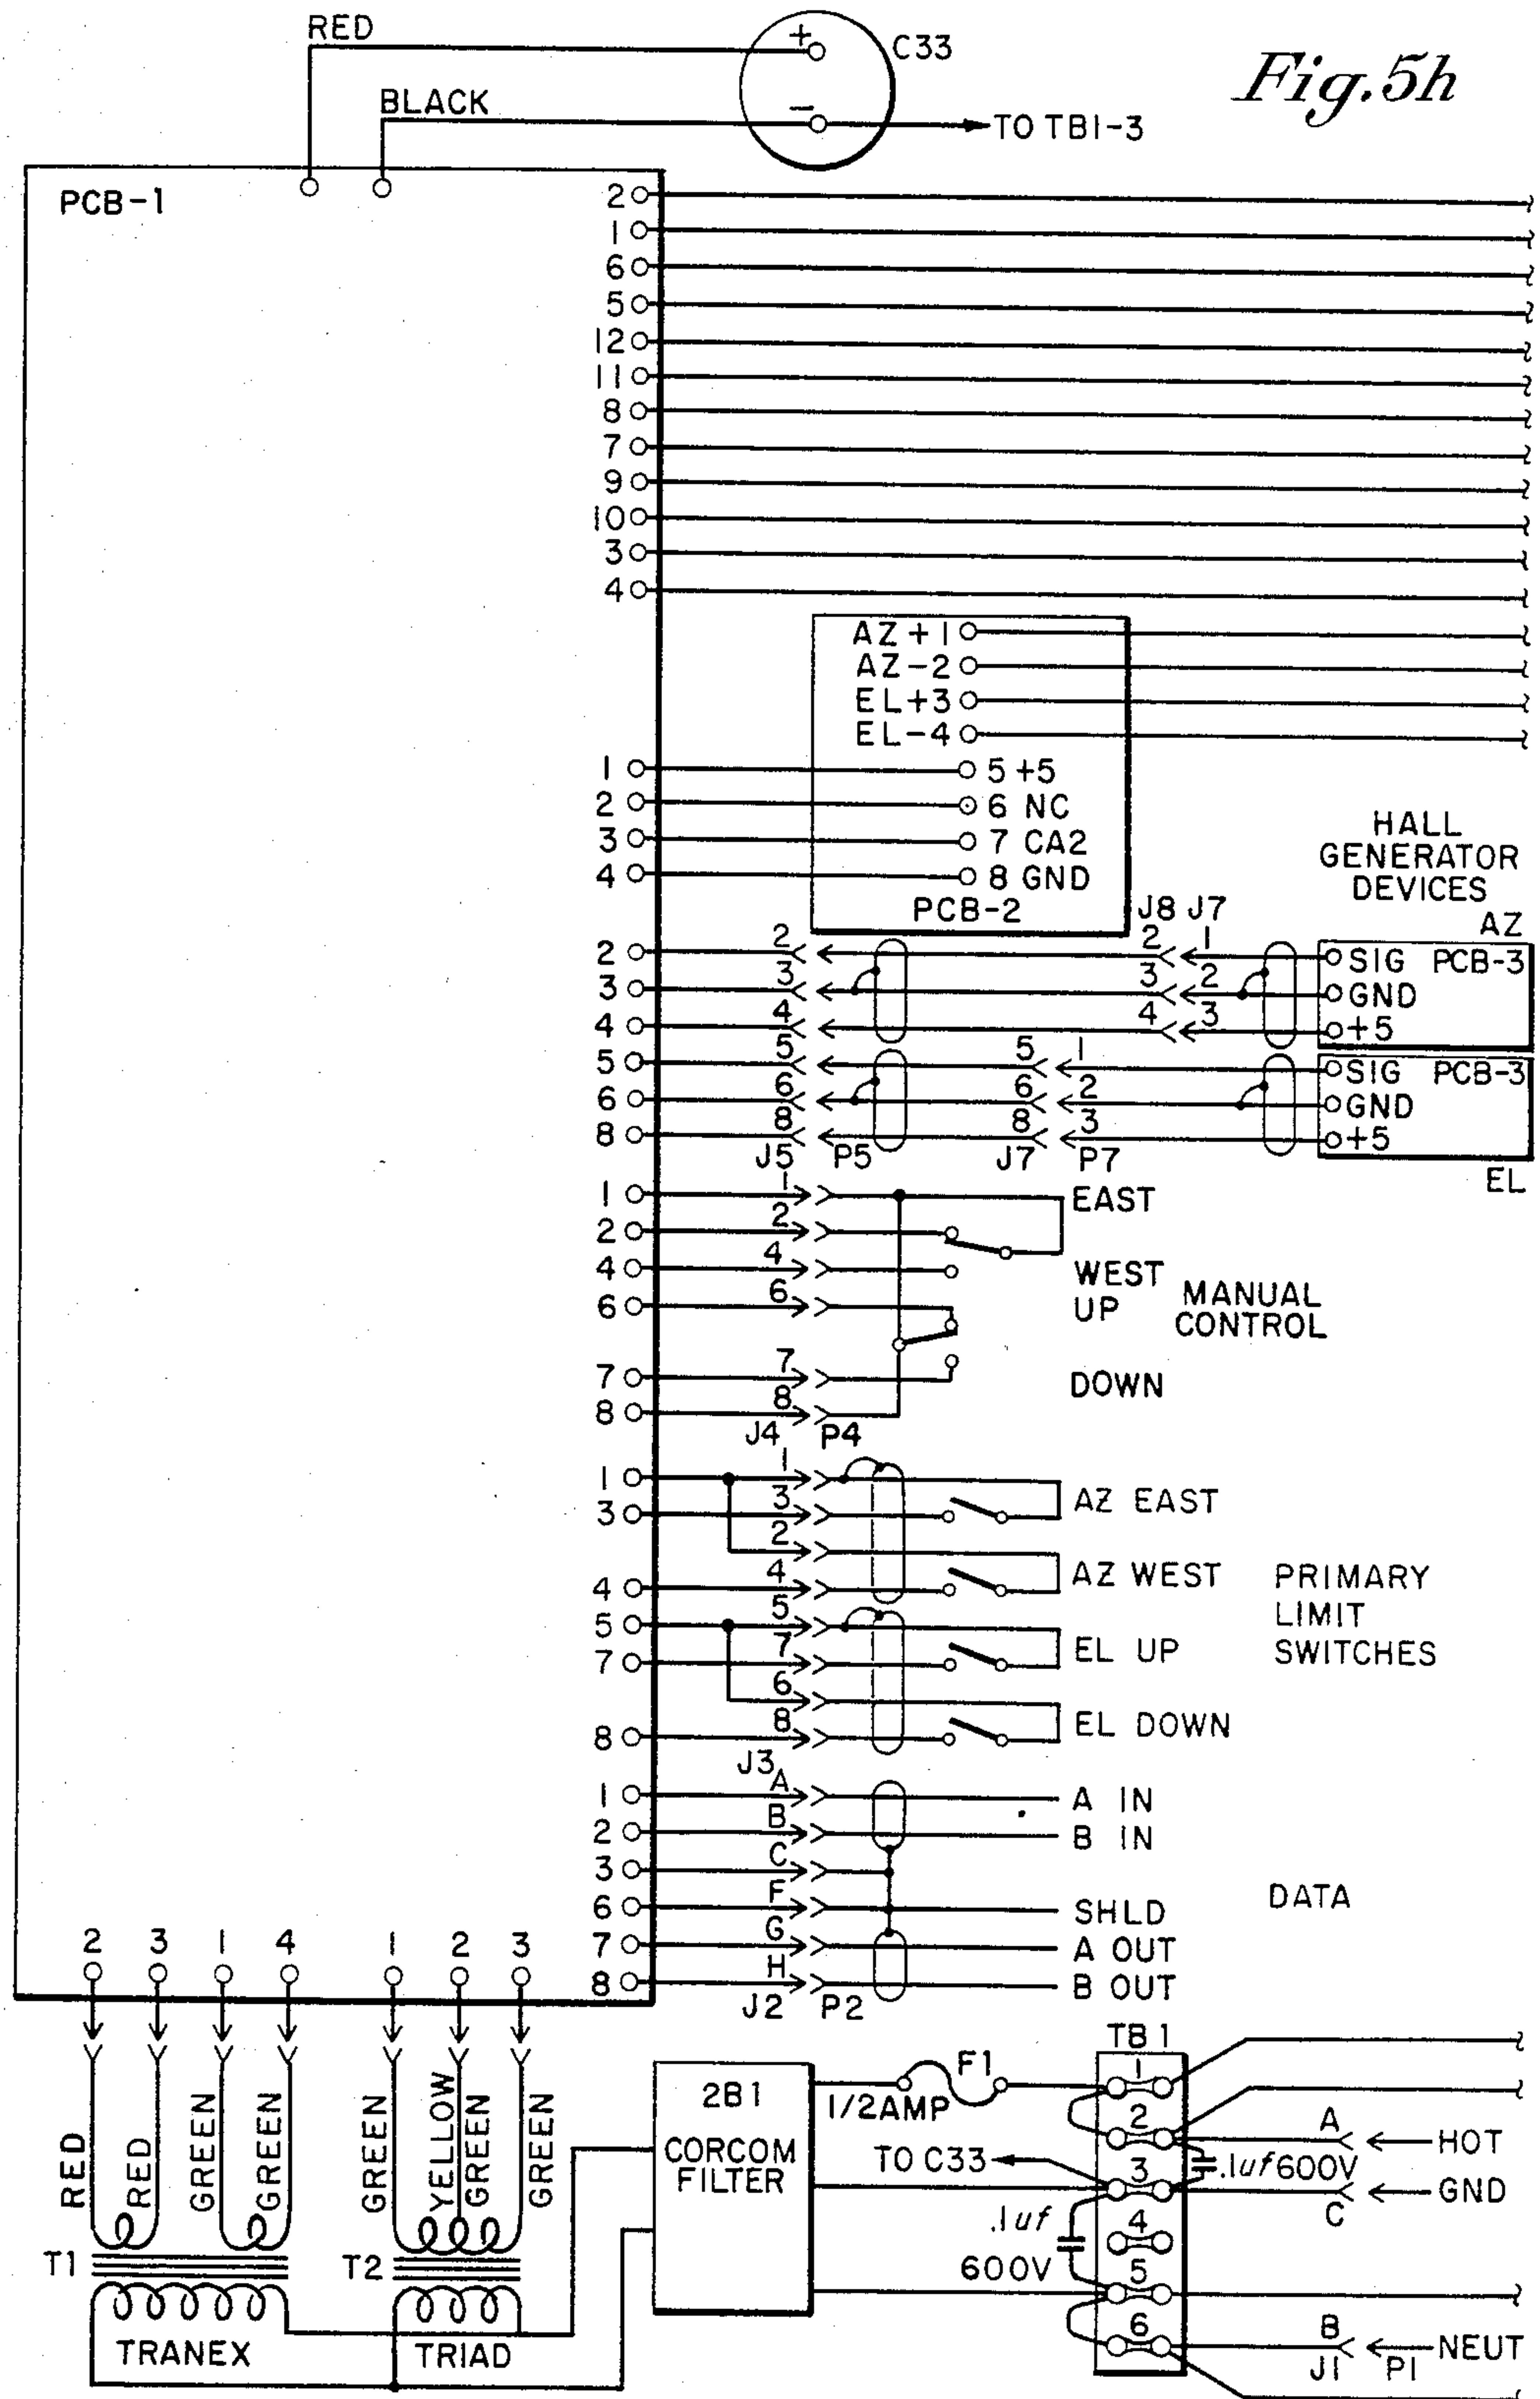 Fig.5h
RED
+
C33
BLACK
–
TO TB1-3
PCB-1
2
1
6
5
12
11
8
7
9
10
3
4
AZ+1
AZ-2
EL+3
EL-4
1
5 +5
2
6 NC
3
7 CA2
4
8 GND
PCB-2
HALL
GENERATOR
DEVICES
AZ
J8 J7
2 2 2 1 SIG PCB-3
3 3 3 2 GND
4 4 4 3 +5
5 5 5 1 SIG PCB-3
6 6 6 2 GND
8 8 8 3 +5
J5 P5 J7 P7
EL
1 1 EAST
2 2
4 4 WEST
6 6 UP
MANUAL
CONTROL
7 7 DOWN
8 8
J4 P4
1 1
3 3 AZ EAST
2
4 4 AZ WEST
5 5
7 7 EL UP
6
8 8 EL DOWN
PRIMARY
LIMIT
SWITCHES
J3
1 A A IN
2 B B IN
3 C
6 F SHLD
7 G A OUT
8 H B OUT
J2 P2
DATA
2 3 1 4 1 2 3
RED
RED
GREEN
GREEN
GREEN
YELLOW
GREEN
GREEN
T1
T2
TRANEX
TRIAD
2B1
CORCOM
FILTER
F1
1/2AMP
TO C33
TB 1
1
2
3
4
5
6
.1uf
600V
.1uf600V
A HOT
C GND
B NEUT
J1 P1